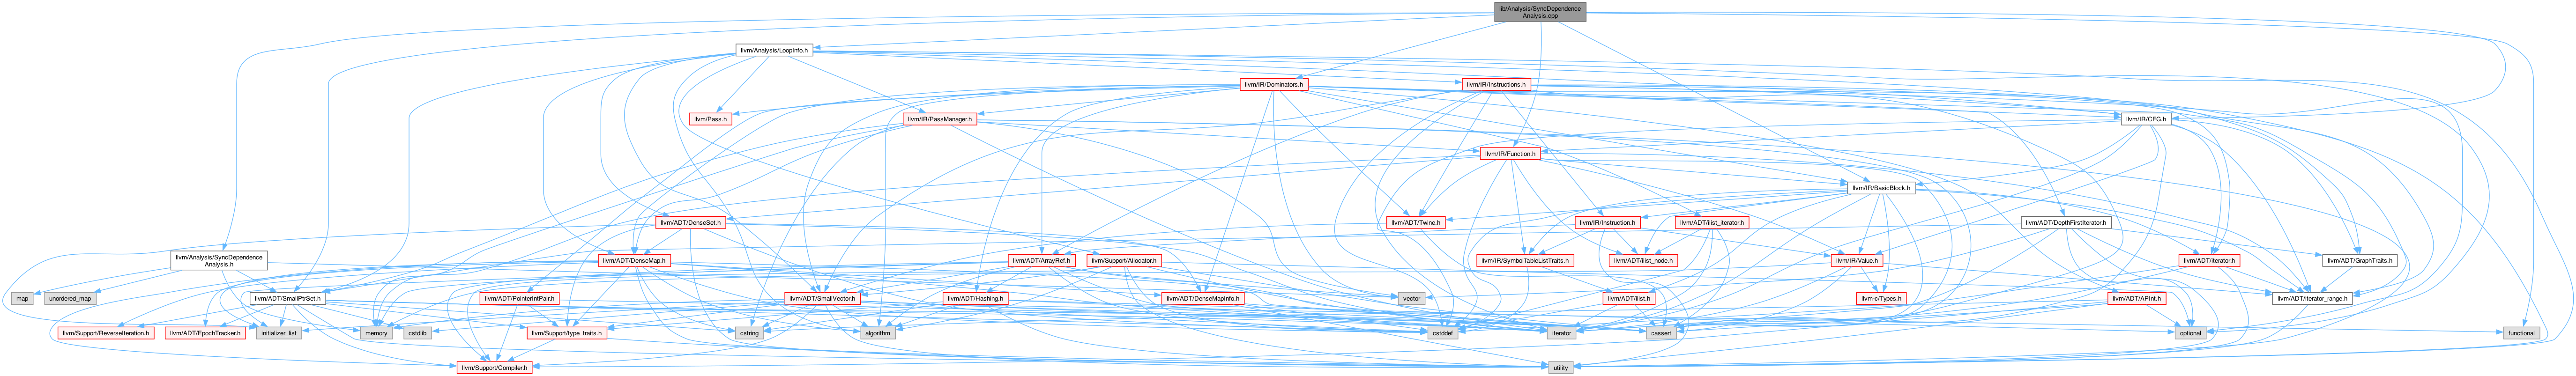 lib/Analysis/SyncDependence
Analysis.cpp
llvm/Analysis/LoopInfo.h
llvm/IR/Dominators.h
llvm/IR/Instructions.h
llvm/Pass.h
llvm/IR/PassManager.h
llvm/IR/CFG.h
llvm/IR/Function.h
llvm/IR/BasicBlock.h
llvm/ADT/DenseSet.h
llvm/ADT/Twine.h
llvm/IR/Instruction.h
llvm/ADT/ilist_iterator.h
llvm/ADT/DepthFirstIterator.h
llvm/Analysis/SyncDependence
Analysis.h
llvm/ADT/DenseMap.h
llvm/ADT/ArrayRef.h
llvm/Support/Allocator.h
llvm/IR/SymbolTableListTraits.h
llvm/ADT/ilist_node.h
llvm/IR/Value.h
llvm/ADT/iterator.h
llvm/ADT/GraphTraits.h
map
unordered_map
llvm/ADT/SmallPtrSet.h
llvm/ADT/PointerIntPair.h
llvm/ADT/SmallVector.h
llvm/ADT/Hashing.h
llvm/ADT/DenseMapInfo.h
vector
llvm/ADT/ilist.h
llvm-c/Types.h
llvm/ADT/APInt.h
llvm/ADT/iterator_range.h
llvm/Support/ReverseIteration.h
llvm/ADT/EpochTracker.h
initializer_list
memory
cstdlib
llvm/Support/type_traits.h
cstring
algorithm
cstddef
iterator
cassert
optional
functional
llvm/Support/Compiler.h
utility